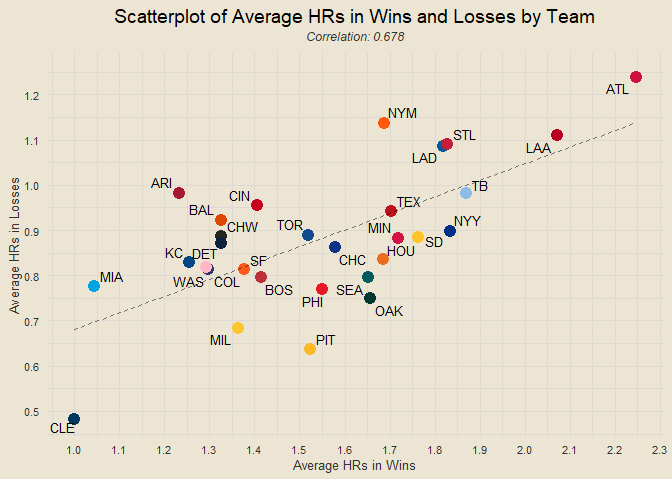 Scatterplot of Average HRs in Wins and Losses by Team
Correlation: 0.678
Average HRs in Losses
1.2
1.1
1.0
0.9
0.8
0.7
0.6
0.5
ATL
NYM
STL
LAA
LAD
ARI
TB
CIN
TEX
BAL
NYY
TOR
CHW
MIN
SD
KC
DET
HOU
SF
CHC
MIA
WAS
COL
BOS
SEA
PHI
OAK
MIL
PIT
CLE
1.0 1.1 1.2 1.3 1.4 1.5 1.6 1.7 1.8 1.9 2.0 2.1 2.2 2.3
Average HRs in Wins